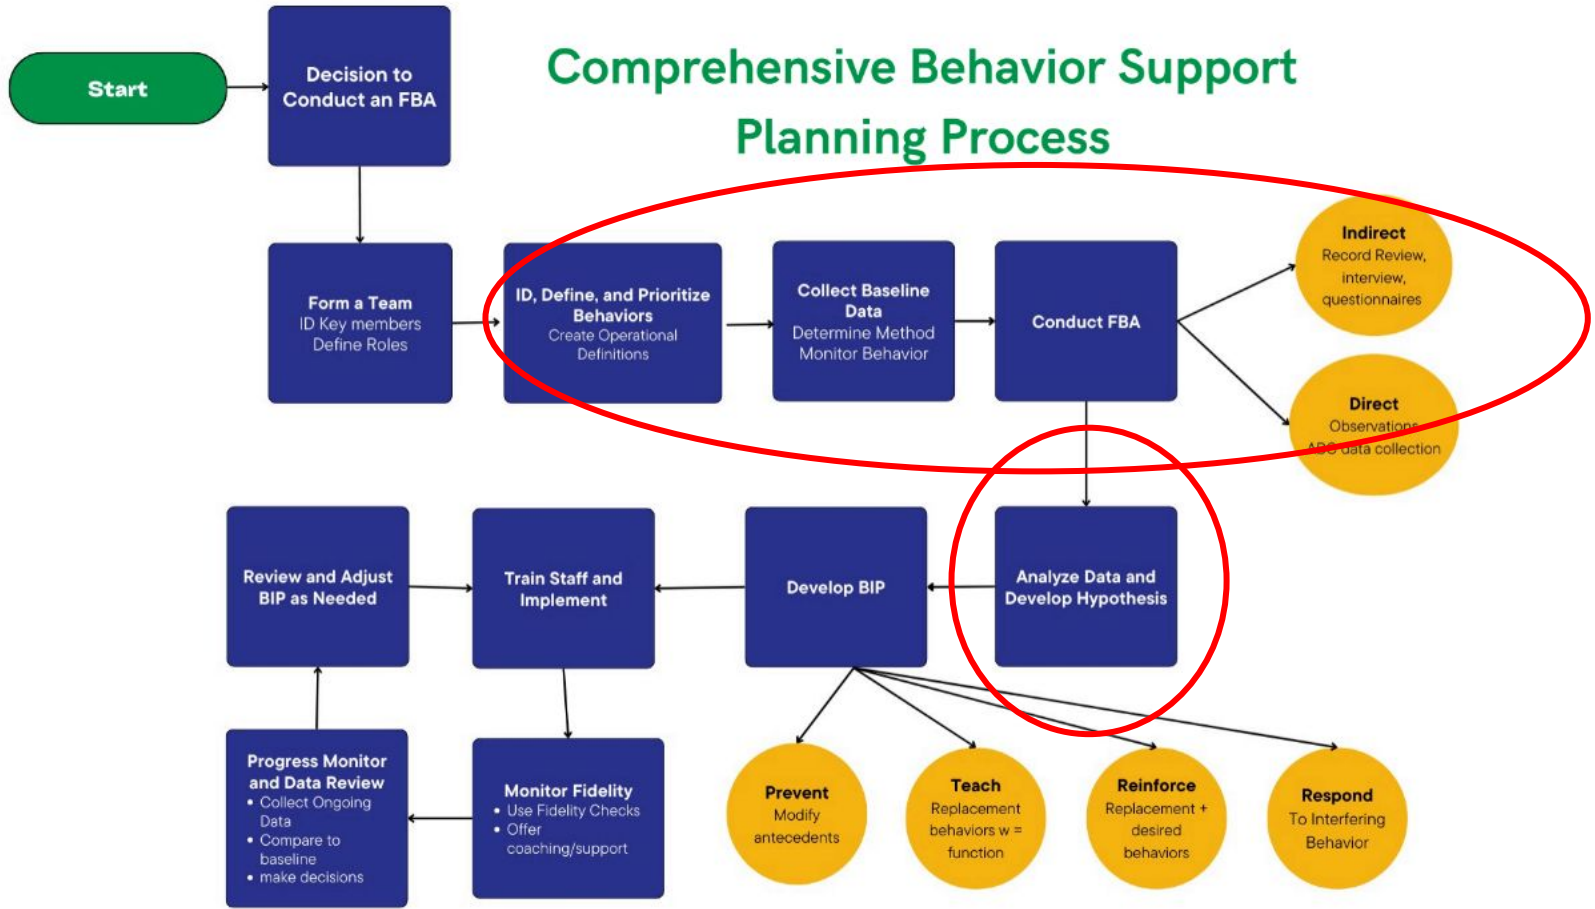 Comprehensive Behavior Support
Planning Process
Start
Decision to
Conduct an FBA
Form a Team
ID Key members
Define Roles
ID, Define, and Prioritize
Behaviors
Create Operational
Definitions
Collect Baseline
Data
Determine Method
Monitor Behavior
Conduct FBA
Indirect
Record Review,
interview,
questionnaires
Direct
Observations
ABC data collection
Analyze Data and
Develop Hypothesis
Develop BIP
Train Staff and
Implement
Review and Adjust
BIP as Needed
Prevent
Modify
antecedents
Teach
Replacement
behaviors w =
function
Reinforce
Replacement +
desired
behaviors
Respond
To Interfering
Behavior
Monitor Fidelity
• Use Fidelity Checks
• Offer
coaching/support
Progress Monitor
and Data Review
• Collect Ongoing
Data
• Compare to
baseline
• make decisions